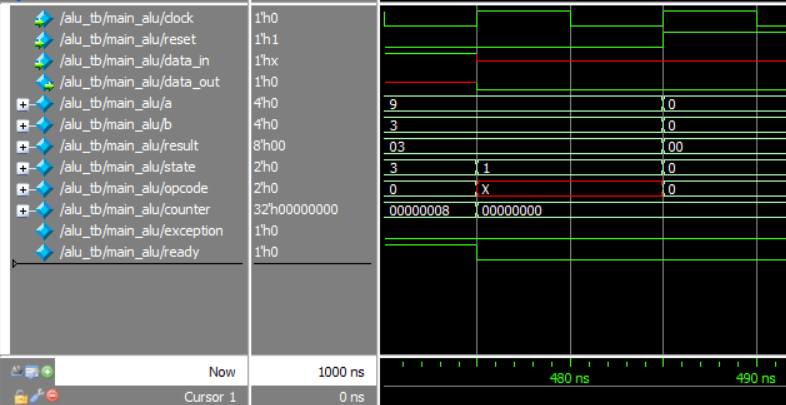 /alu_tb/main_alu/clock 1'h0
/alu_tb/main_alu/reset 1'h1
/alu_tb/main_alu/data_in 1'hx
/alu_tb/main_alu/data_out 1'h0
/alu_tb/main_alu/a 4'h0 9 0
/alu_tb/main_alu/b 4'h0 3 0
/alu_tb/main_alu/result 8'h00 03 00
/alu_tb/main_alu/state 2'h0 3 1 0
/alu_tb/main_alu/opcode 2'h0 0 X 0
/alu_tb/main_alu/counter 32'h00000000 00000008 00000000
/alu_tb/main_alu/exception 1'h0
/alu_tb/main_alu/ready 1'h0
Now 1000 ns
480 ns 490 ns
Cursor 1 0 ns